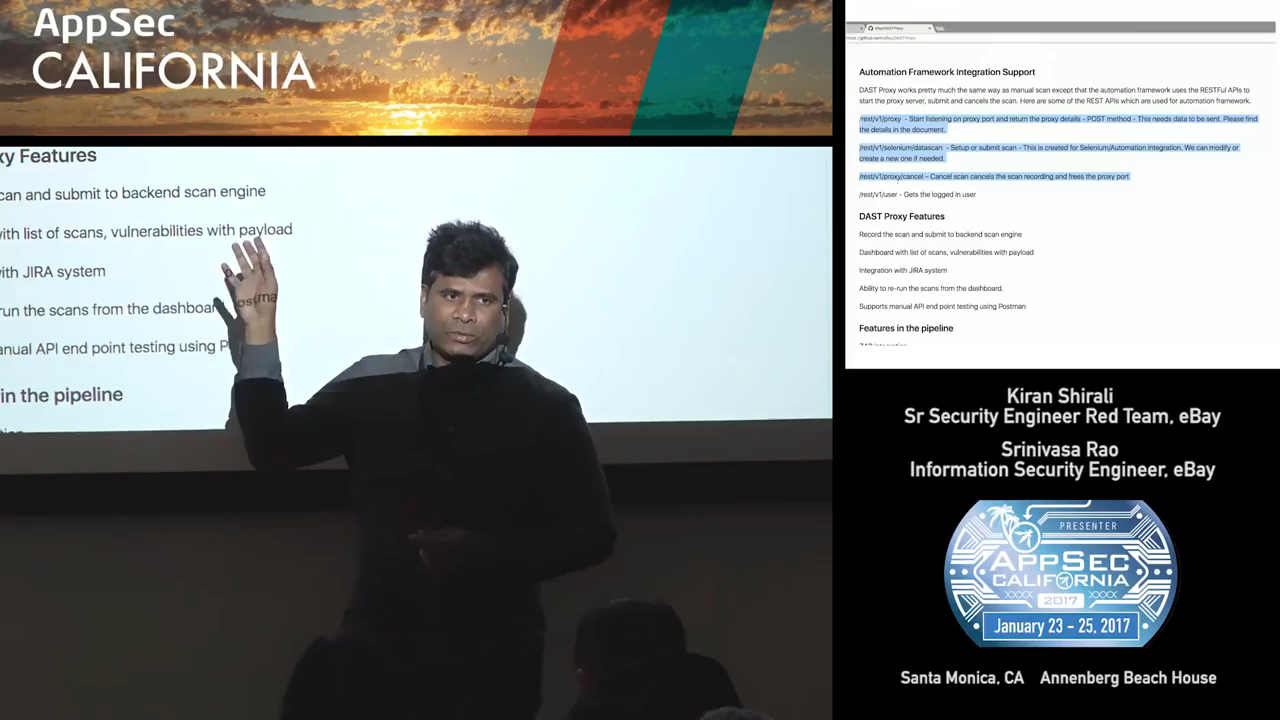 AppSec
CALIFORNIA
xy Features
can and submit to backend scan engine
with list of scans, vulnerabilities with payload
with JIRA system
run the scans from the dashboard
ostma
anual API end point testing using P
in the pipeline
eBay/DASTProxy
https://github.com/eBay/DASTProxy
Automation Framework Integration Support
DAST Proxy works pretty much the same way as manual scan except that the automation framework uses the RESTFul APIs to
start the proxy server, submit and cancels the scan. Here are some of the REST APIs which are used for automation framework.
/rest/v1/proxy - Start listening on proxy port and return the proxy details - POST method - This needs data to be sent. Please find
the details in the document.
/rest/v1/selenium/datascan - Setup or submit scan - This is created for Selenium/Automation integration. We can modify or
create a new one if needed.
/rest/v1/proxy/cancel – Cancel scan cancels the scan recording and frees the proxy port
/rest/v1/user - Gets the logged in user
DAST Proxy Features
Record the scan and submit to backend scan engine
Dashboard with list of scans, vulnerabilities with payload
Integration with JIRA system
Ability to re-run the scans from the dashboard.
Supports manual API end point testing using Postman
Features in the pipeline
ZAP integration
Kiran Shirali
Sr Security Engineer Red Team, eBay
Srinivasa Rao
Information Security Engineer, eBay
PRESENTER
APPSEC
CALIFORNIA
2017
January 23 - 25, 2017
Santa Monica, CA Annenberg Beach House